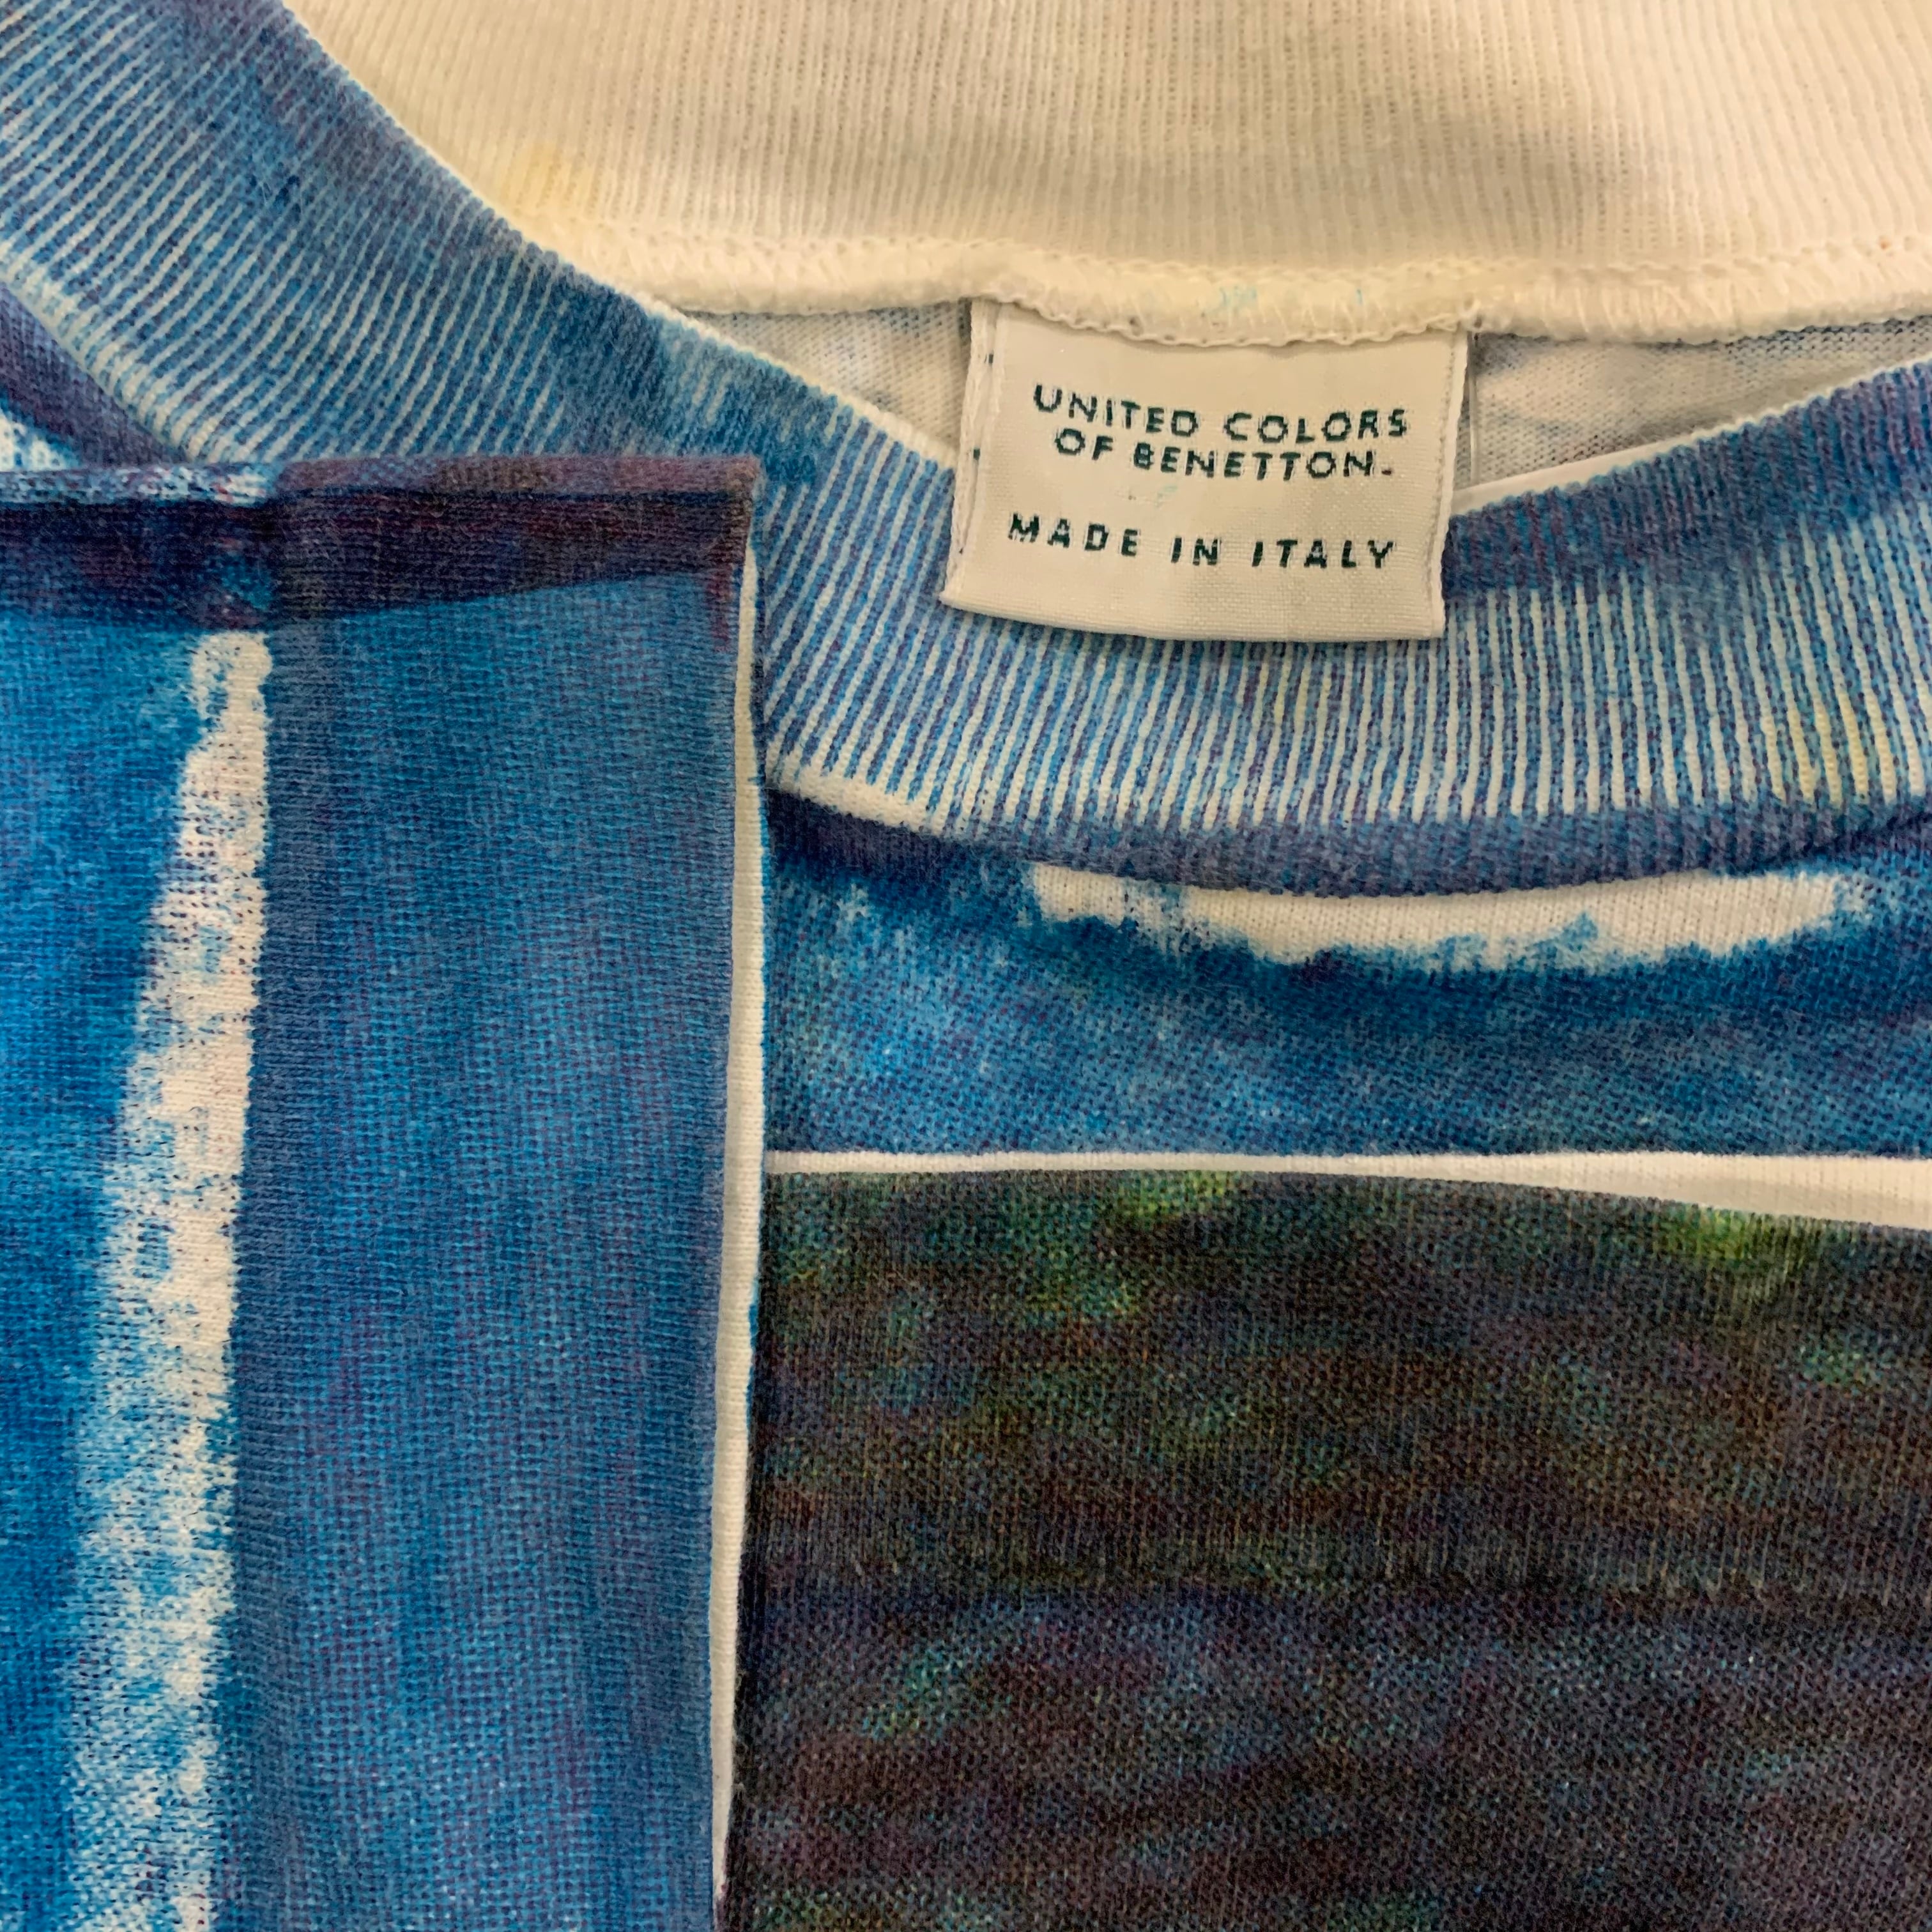 UNITED COLORS
OF BENETTON.
MADE IN ITALY